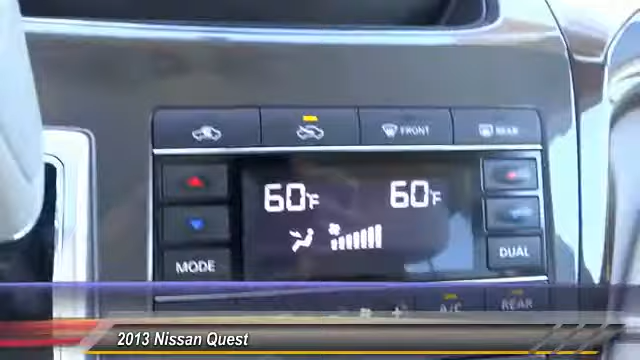 FRONT REAR
60°F 60°F
MODE DUAL
A/C REAR
2013 Nissan Quest